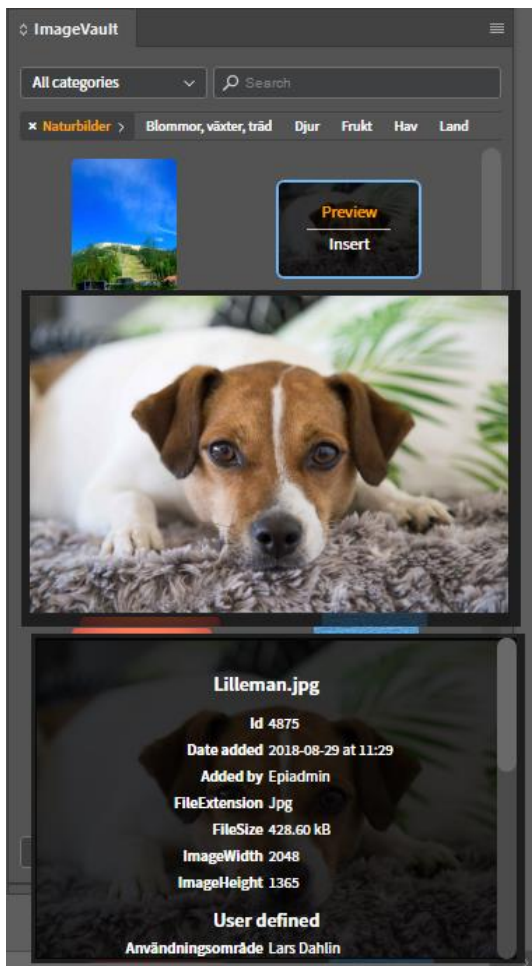 ImageVault
All categories
Search
× Naturbilder > Blommor, växter, träd Djur Frukt Hav Land
Preview
Insert
Lilleman.jpg
Id 4875
Date added 2018-08-29 at 11:29
Added by Epiadmin
FileExtension Jpg
FileSize 428.60 kB
ImageWidth 2048
ImageHeight 1365
User defined
Användningsområde Lars Dahlin